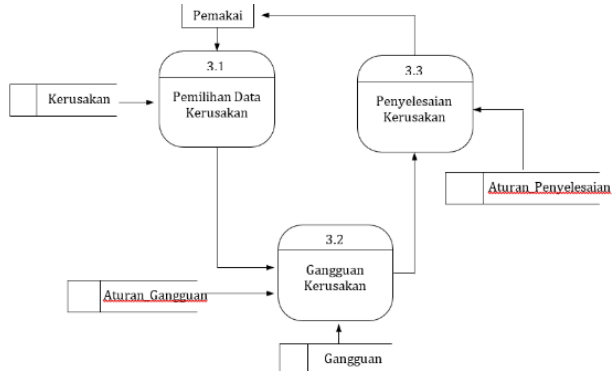 Pemakai
3.1
Pemilihan Data
Kerusakan
Kerusakan
3.3
Penyelesaian
Kerusakan
Aturan_Penyelesaian
3.2
Gangguan
Kerusakan
Aturan_Gangguan
Gangguan